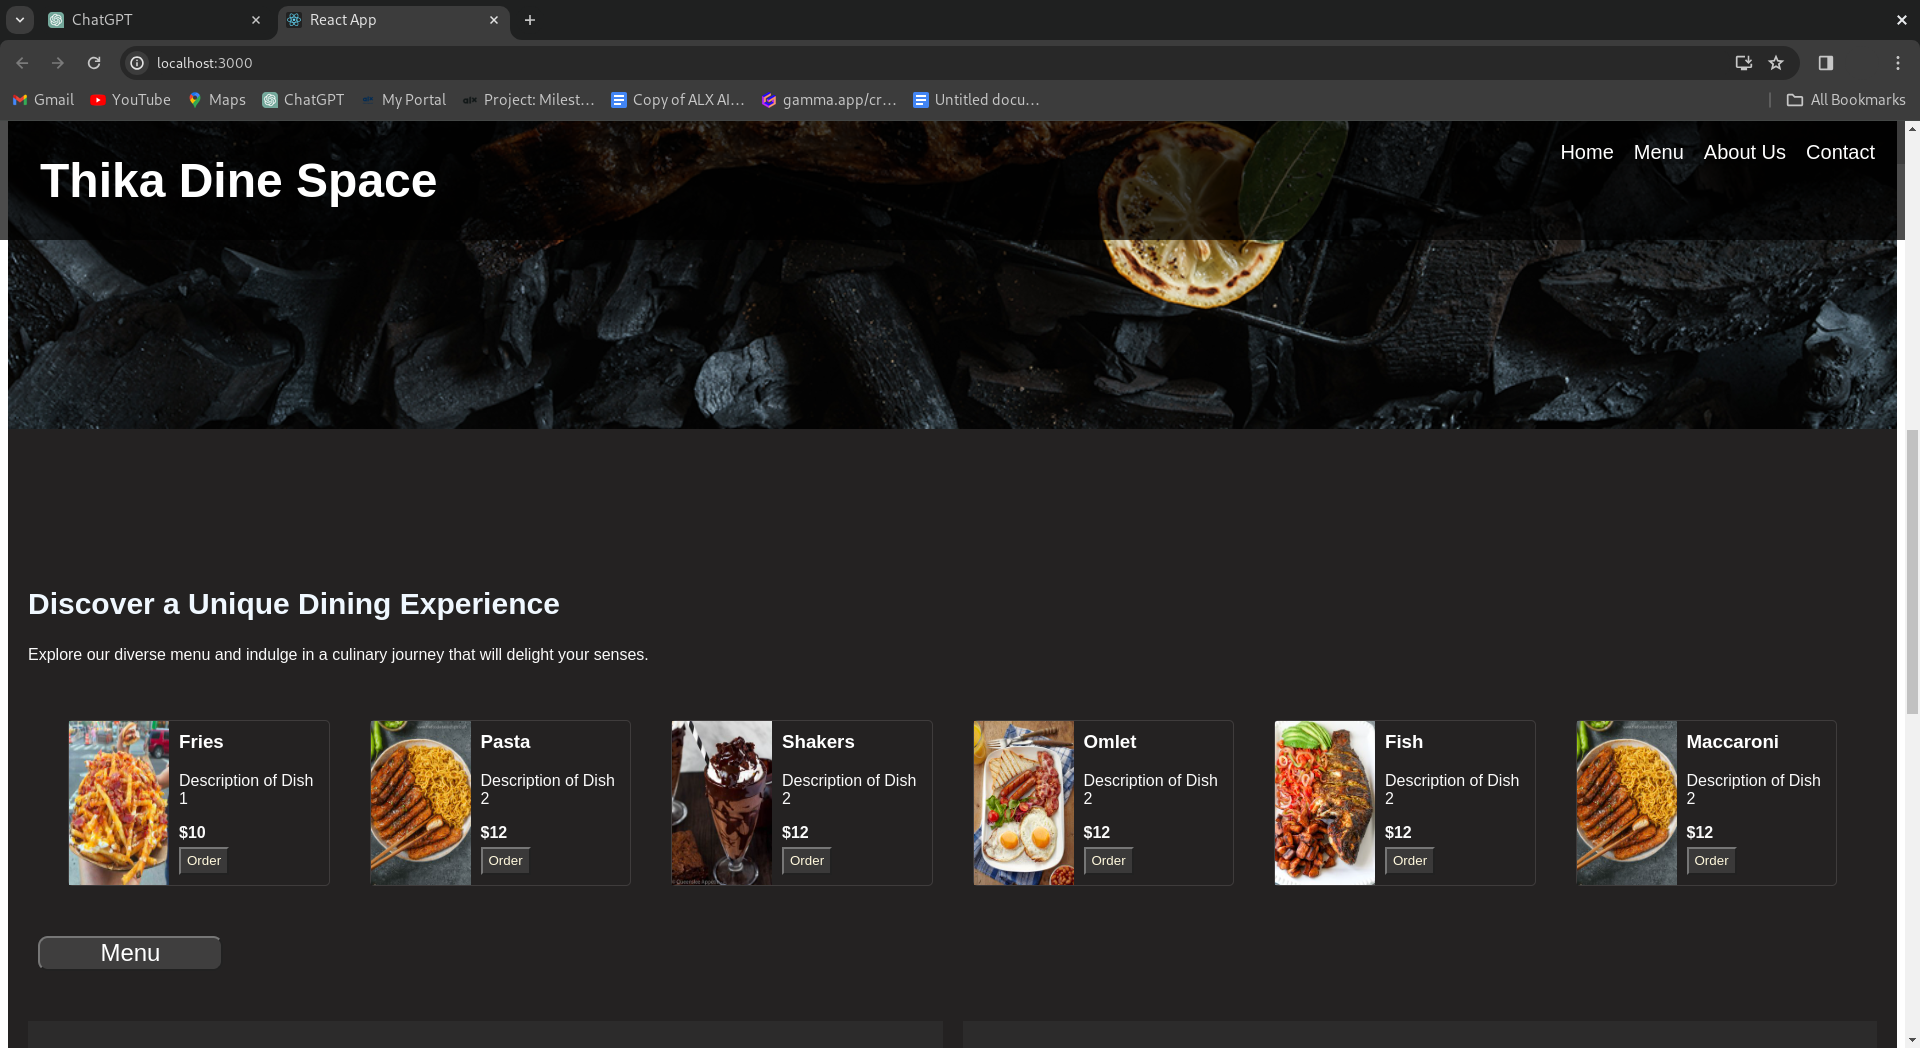 ChatGPT
React App
localhost:3000
Gmail
YouTube
Maps
ChatGPT
My Portal
Project: Milest...
Copy of ALX AI...
gamma.app/cr...
Untitled docu...
All Bookmarks
Thika Dine Space
Home
Menu
About Us
Contact
Discover a Unique Dining Experience
Explore our diverse menu and indulge in a culinary journey that will delight your senses.
Fries
Description of Dish
1
$10
Order
Pasta
Description of Dish
2
$12
Order
Shakers
Description of Dish
2
$12
Order
Omlet
Description of Dish
2
$12
Order
Fish
Description of Dish
2
$12
Order
Maccaroni
Description of Dish
2
$12
Order
Menu